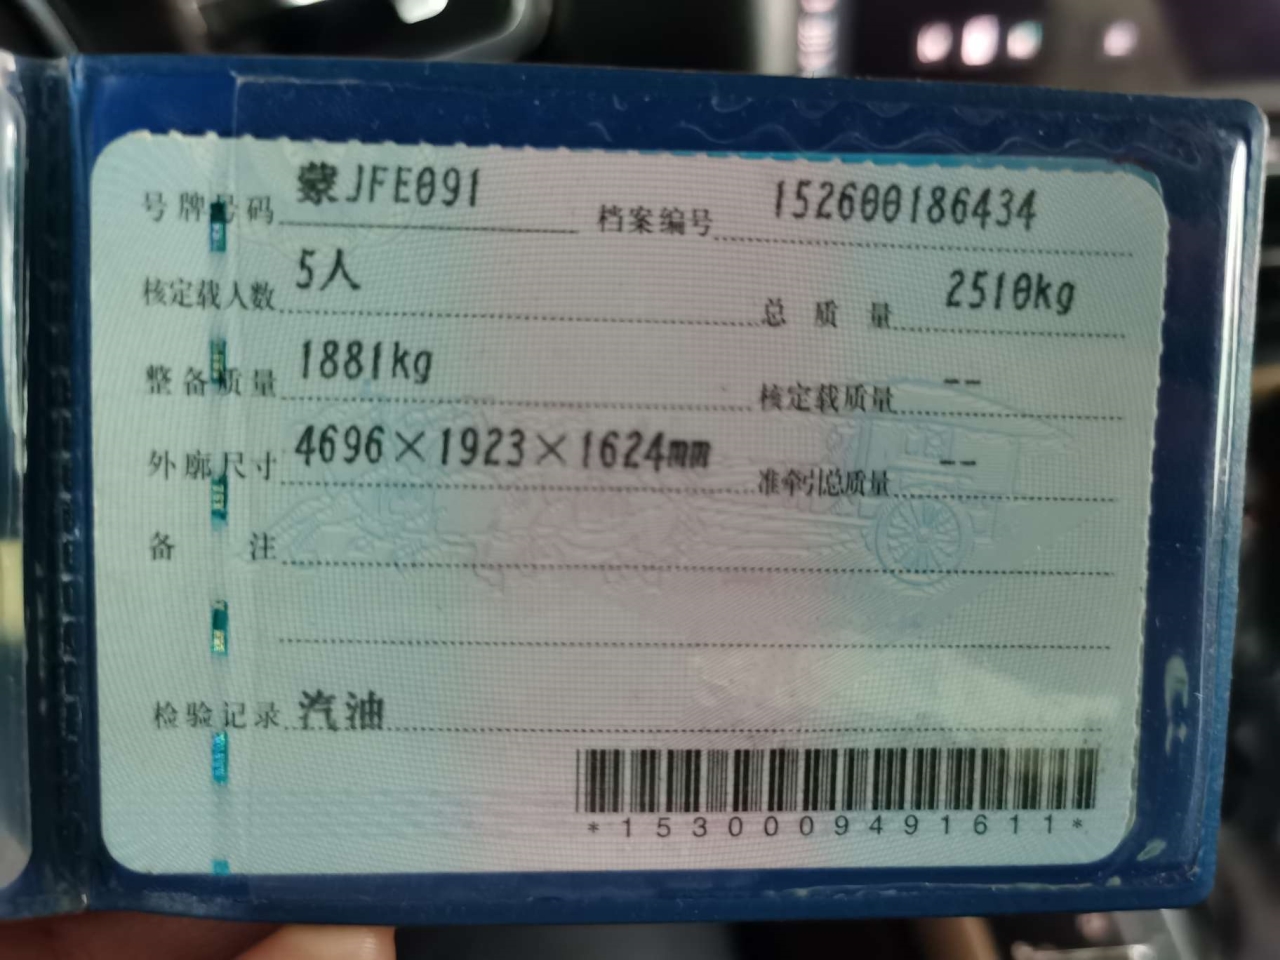 号牌号码 蒙JFE091 档案编号 152600186434
核定载人数 5人 总质量 2510kg
整备质量 1881kg 核定载质量 --
外廓尺寸 4696×1923×1624mm 准牵引总质量 --
备注
检验记录 汽油
*1530009491611*